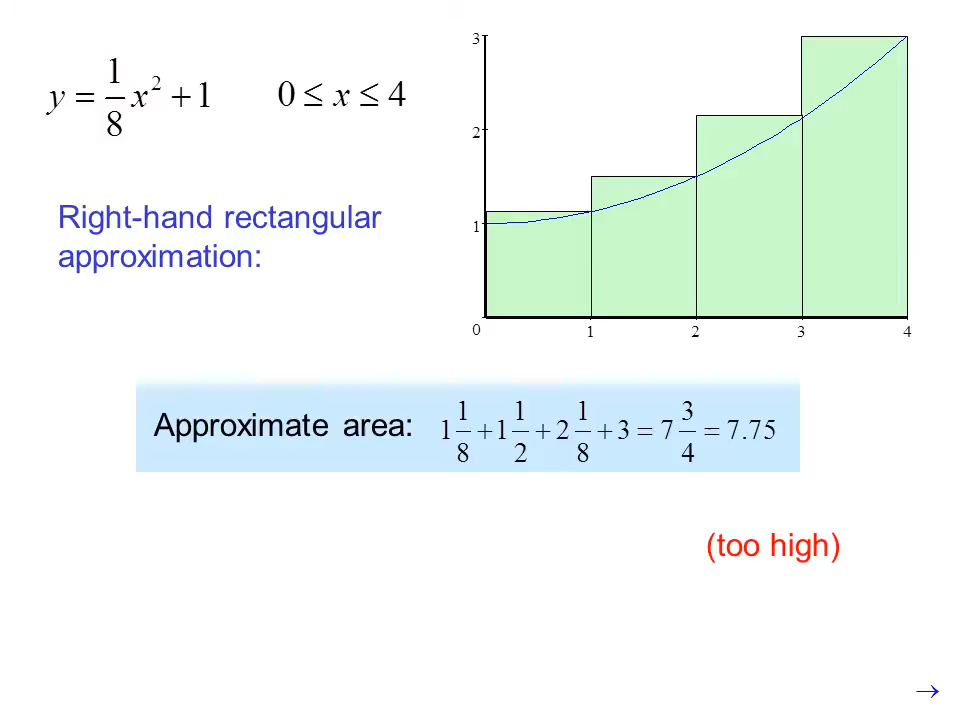 y = 1/8 x² + 1    0 ≤ x ≤ 4
Right-hand rectangular
approximation:
3
2
1
0 1 2 3 4
Approximate area: 1 1/8 + 1 1/2 + 2 1/8 + 3 = 7 3/4 = 7.75
(too high)
→